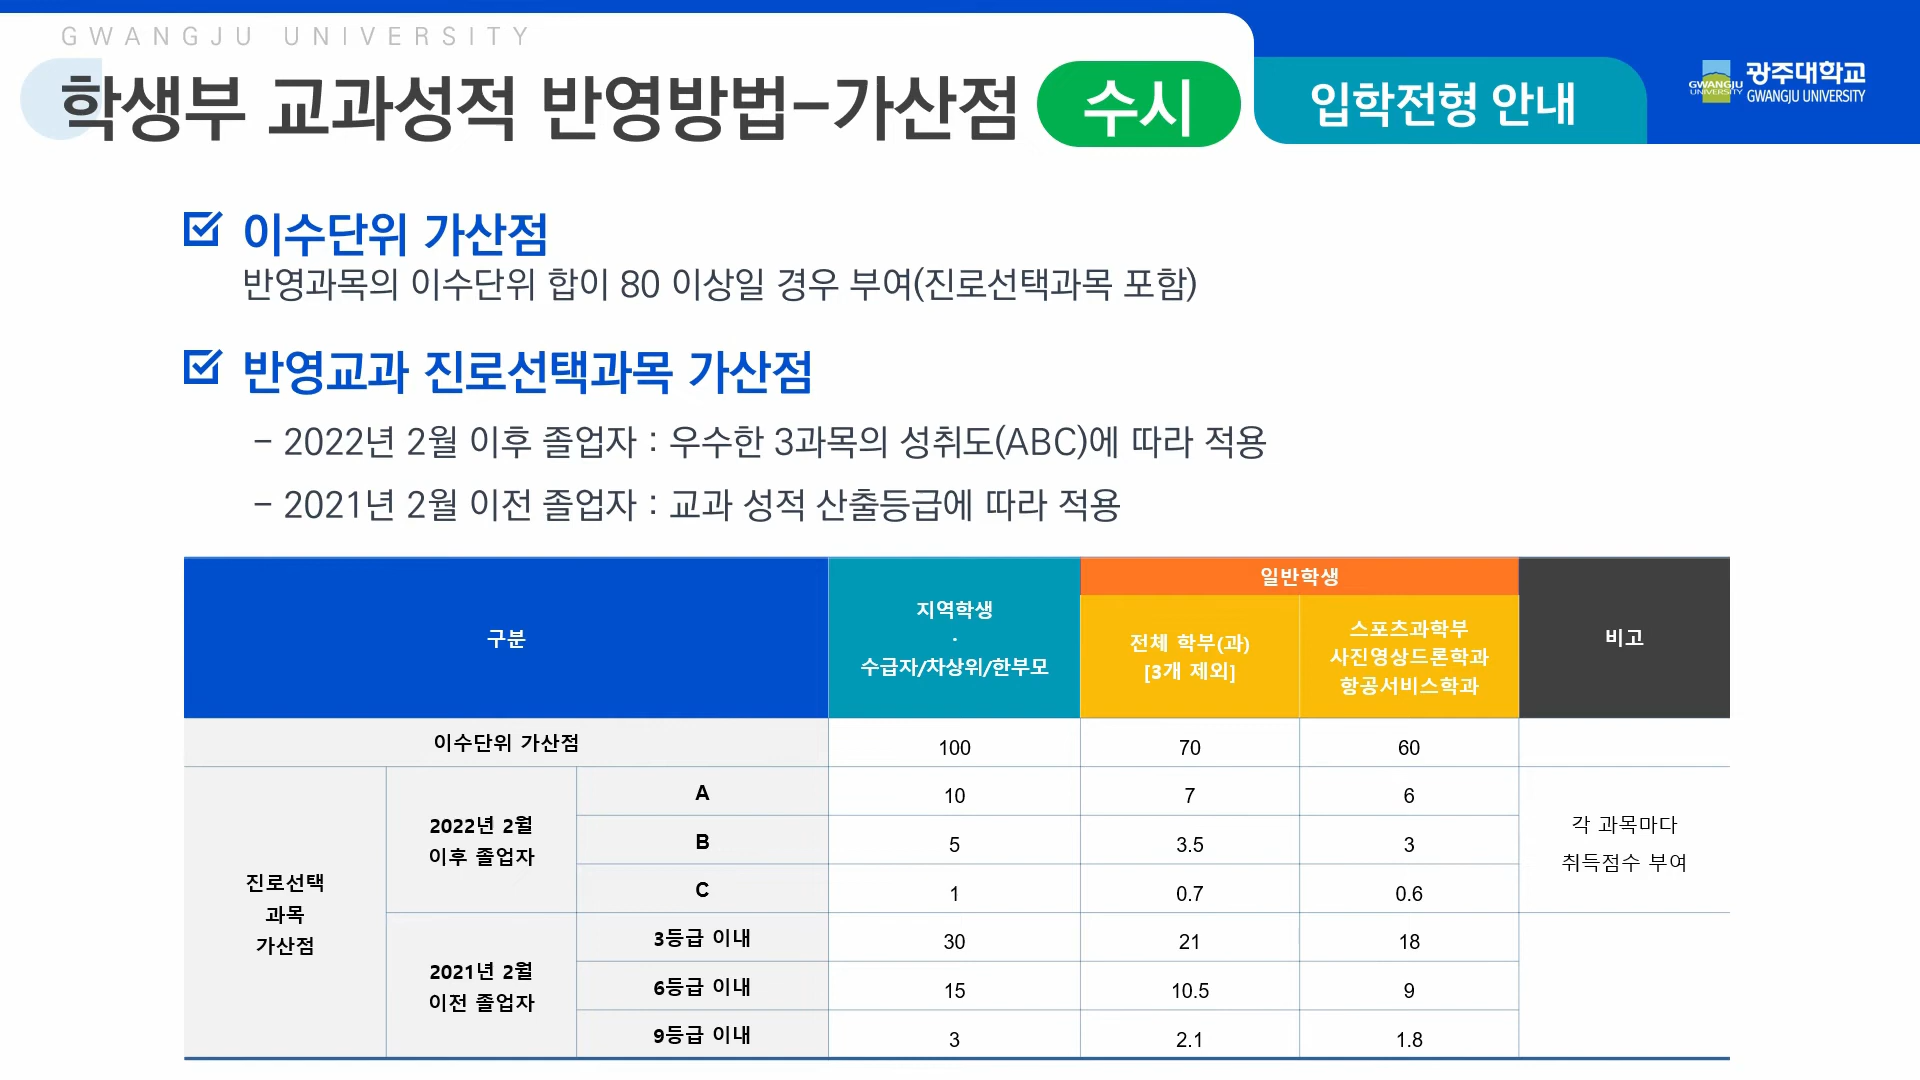 GWANGJU UNIVERSITY
학생부 교과성적 반영방법-가산점
수시
입학전형 안내
GWANGJU
UNIVERSITY
광주대학교
GWANGJU UNIVERSITY
이수단위 가산점
반영과목의 이수단위 합이 80 이상일 경우 부여(진로선택과목 포함)
반영교과 진로선택과목 가산점
- 2022년 2월 이후 졸업자 : 우수한 3과목의 성취도(ABC)에 따라 적용
- 2021년 2월 이전 졸업자 : 교과 성적 산출등급에 따라 적용
구분
지역학생
·
수급자/차상위/한부모
일반학생
전체 학부(과)
[3개 제외]
스포츠과학부
사진영상드론학과
항공서비스학과
비고
이수단위 가산점 100 70 60
진로선택
과목
가산점
2022년 2월
이후 졸업자
A 10 7 6
B 5 3.5 3
C 1 0.7 0.6
각 과목마다
취득점수 부여
2021년 2월
이전 졸업자
3등급 이내 30 21 18
6등급 이내 15 10.5 9
9등급 이내 3 2.1 1.8